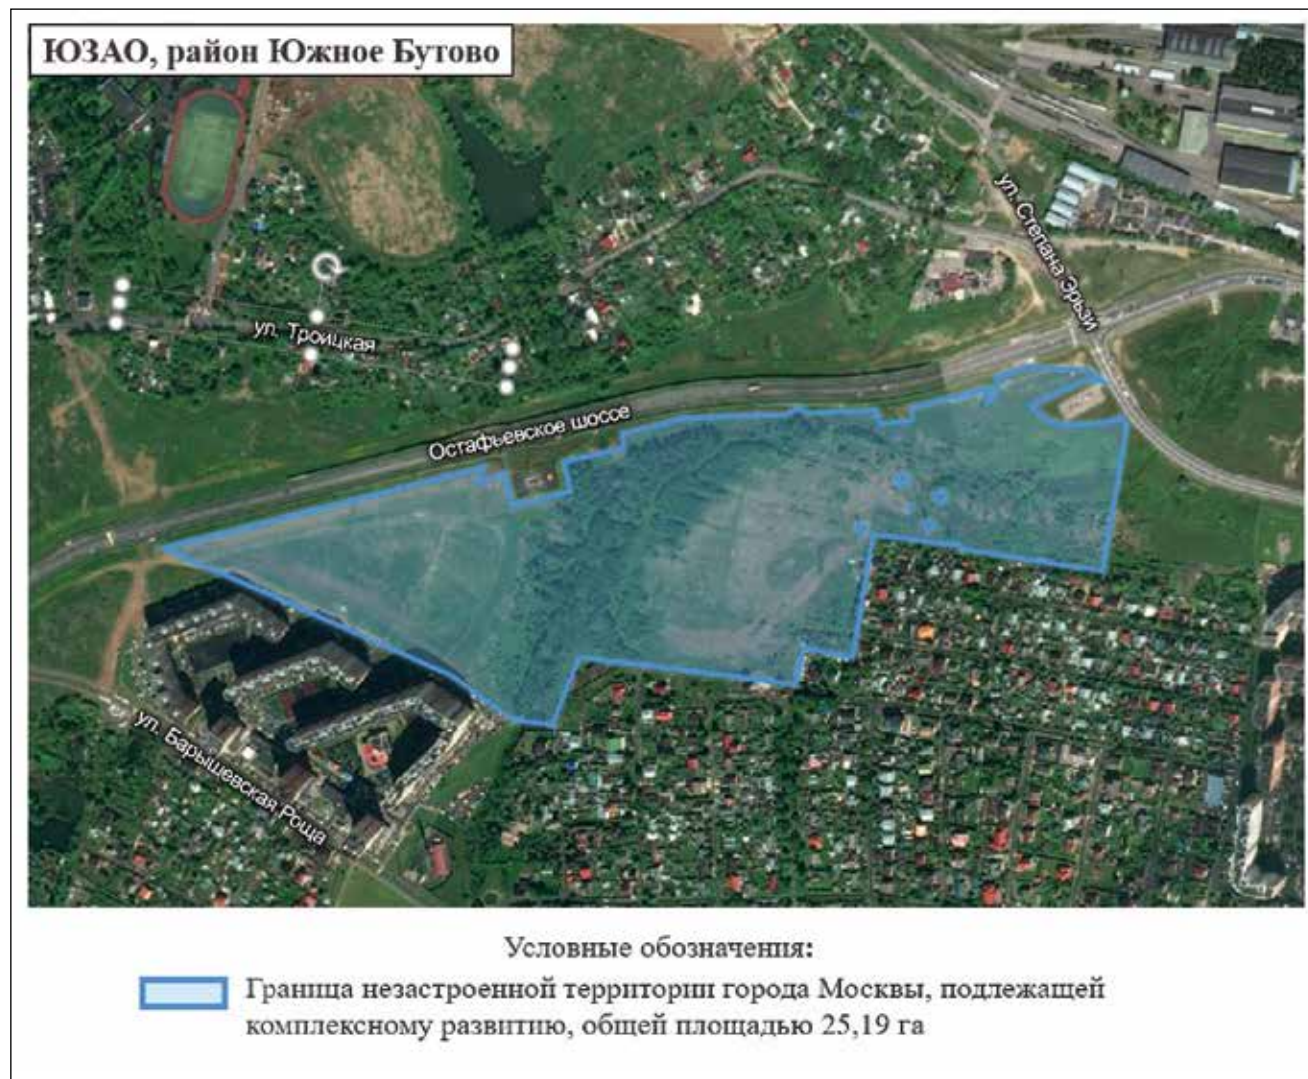 ЮЗАО, район Южное Бутово
ул. Степана Эрьзи
ул. Троицкая
Остафьевское шоссе
ул. Барышевская Роща
Условные обозначения:
Граница незастроенной территории города Москвы, подлежащей
комплексному развитию, общей площадью 25,19 га